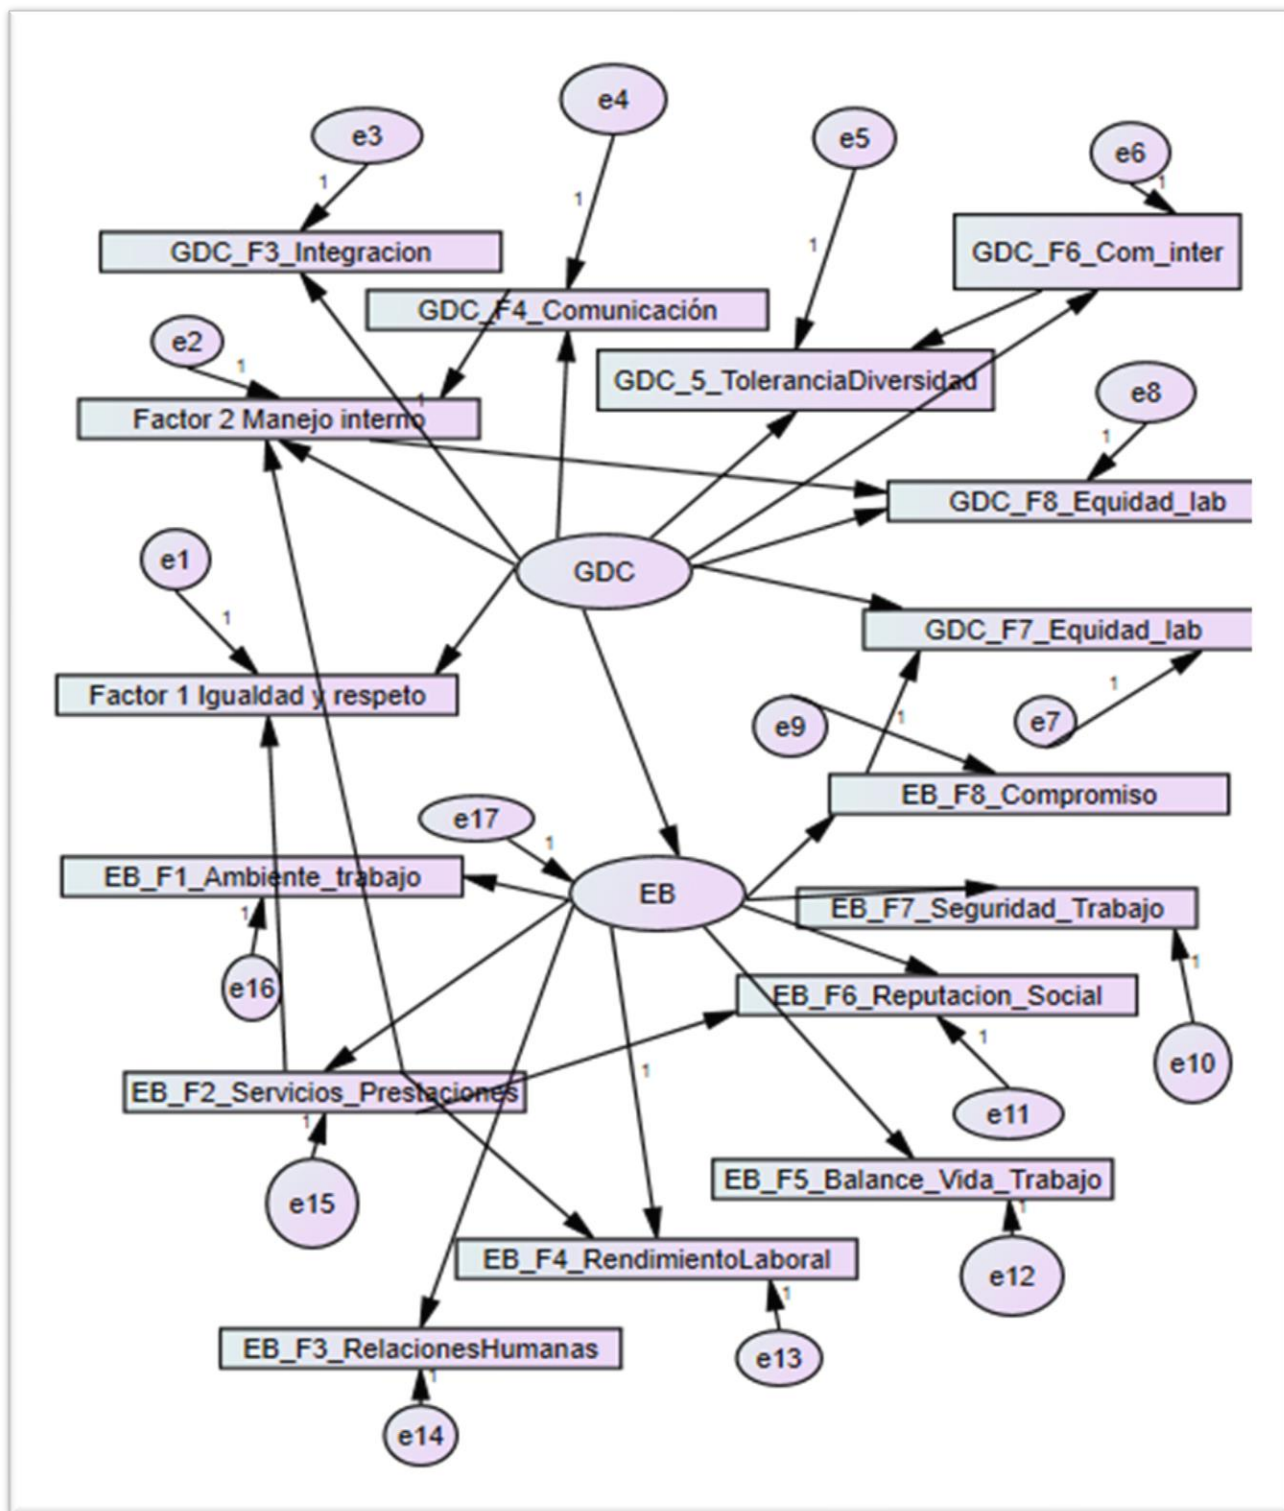 e4
e3
e5
e6
1
1
1
GDC_F3_Integracion
GDC_F6_Com_inter
1
GDC_F4_Comunicación
e2
1
GDC_5_ToleranciaDiversidad
e8
1
Factor 2 Manejo interno
1
GDC_F8_Equidad_lab
e1
GDC
1
GDC_F7_Equidad_lab
Factor 1 Igualdad y respeto
1
e9
1
e7
EB_F8_Compromiso
e17
1
EB_F1_Ambiente_trabajo
EB
1
EB_F7_Seguridad_Trabajo
1
e16
EB_F6_Reputacion_Social
1
e10
1
EB_F2_Servicios_Prestaciones
e11
1
EB_F5_Balance_Vida_Trabajo
e15
1
EB_F4_RendimientoLaboral
e12
1
EB_F3_RelacionesHumanas
e13
1
e14